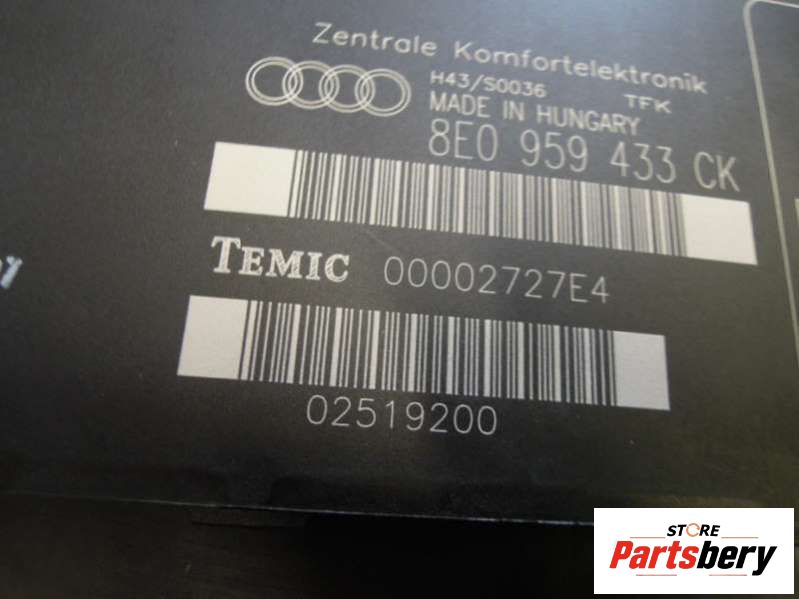 Zentrale Komfortelektronik
H43/S0036 TFK
MADE IN HUNGARY
8E0 959 433 CK
TEMIC 00002727E4
02519200
STORE
Partsbery